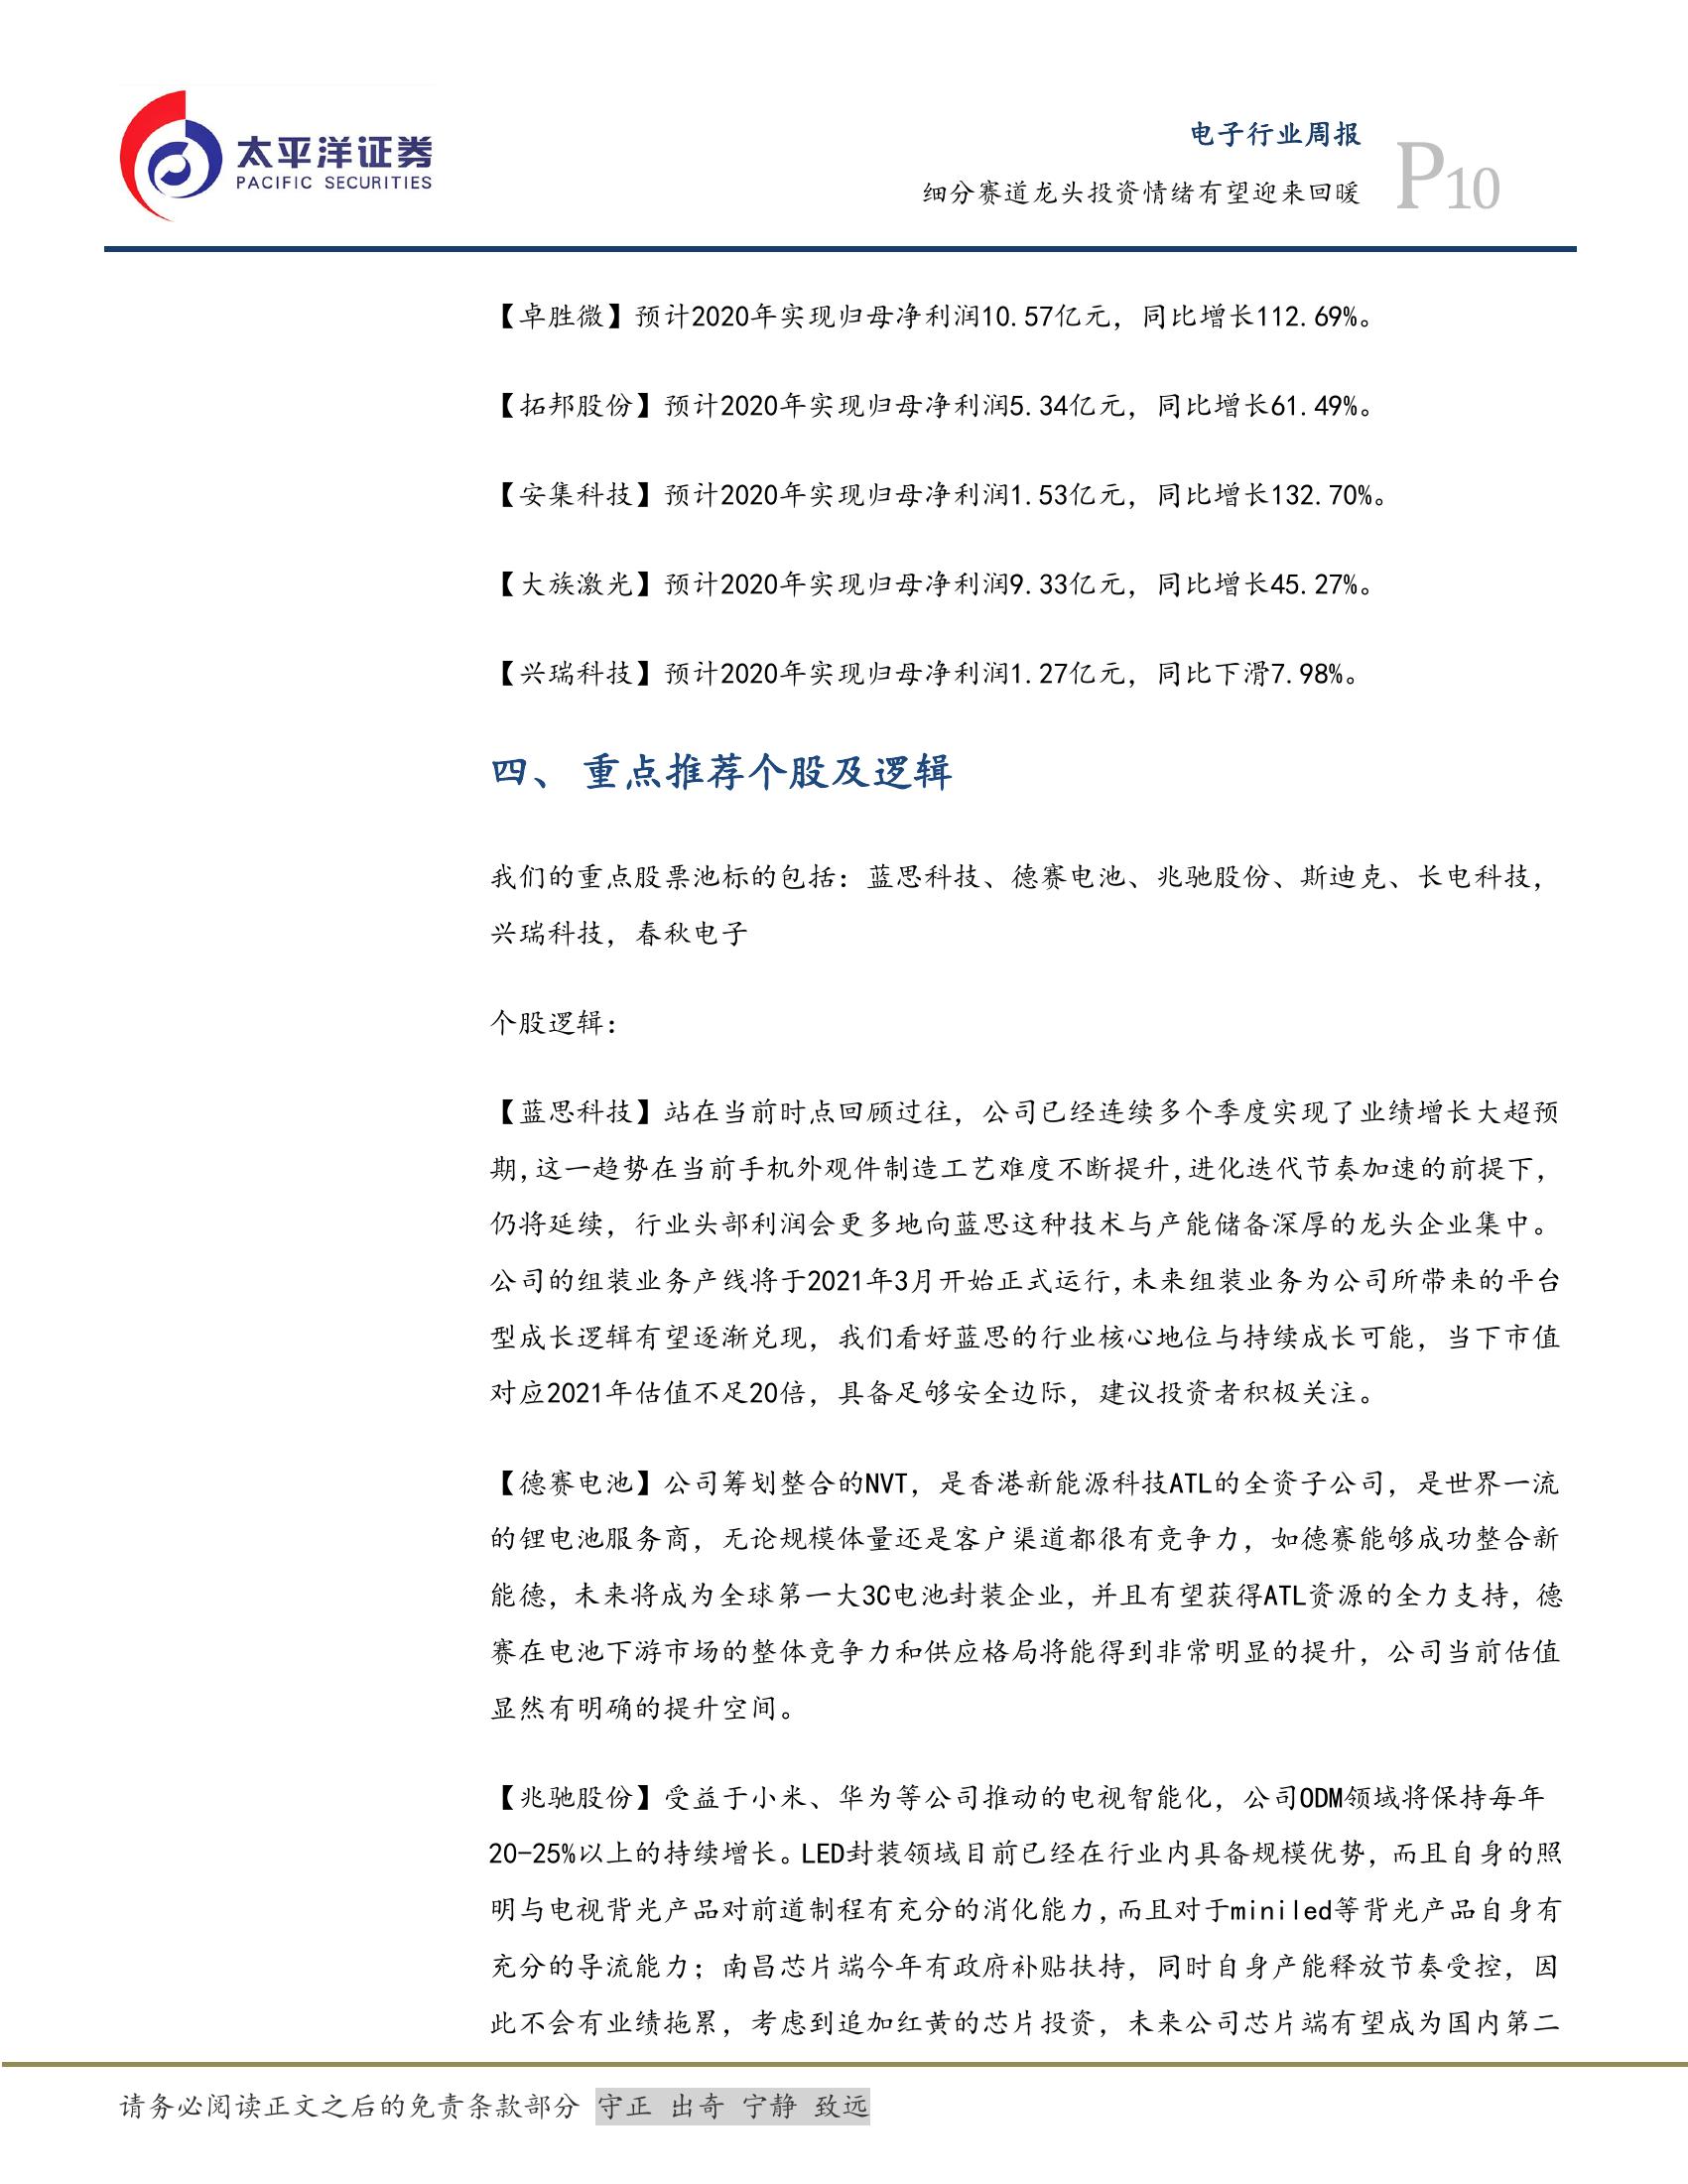 太平洋证券
PACIFIC SECURITIES
电子行业周报
细分赛道龙头投资情绪有望迎来回暖
P10
【卓胜微】预计2020年实现归母净利润10.57亿元，同比增长112.69%。
【拓邦股份】预计2020年实现归母净利润5.34亿元，同比增长61.49%。
【安集科技】预计2020年实现归母净利润1.53亿元，同比增长132.70%。
【大族激光】预计2020年实现归母净利润9.33亿元，同比增长45.27%。
【兴瑞科技】预计2020年实现归母净利润1.27亿元，同比下滑7.98%。
四、 重点推荐个股及逻辑
我们的重点股票池标的包括：蓝思科技、德赛电池、兆驰股份、斯迪克、长电科技，
兴瑞科技，春秋电子
个股逻辑：
【蓝思科技】站在当前时点回顾过往，公司已经连续多个季度实现了业绩增长大超预
期，这一趋势在当前手机外观件制造工艺难度不断提升，进化迭代节奏加速的前提下，
仍将延续，行业头部利润会更多地向蓝思这种技术与产能储备深厚的龙头企业集中。
公司的组装业务产线将于2021年3月开始正式运行，未来组装业务为公司所带来的平台
型成长逻辑有望逐渐兑现，我们看好蓝思的行业核心地位与持续成长可能，当下市值
对应2021年估值不足20倍，具备足够安全边际，建议投资者积极关注。
【德赛电池】公司筹划整合的NVT，是香港新能源科技ATL的全资子公司，是世界一流
的锂电池服务商，无论规模体量还是客户渠道都很有竞争力，如德赛能够成功整合新
能德，未来将成为全球第一大3C电池封装企业，并且有望获得ATL资源的全力支持，德
赛在电池下游市场的整体竞争力和供应格局将能得到非常明显的提升，公司当前估值
显然有明确的提升空间。
【兆驰股份】受益于小米、华为等公司推动的电视智能化，公司ODM领域将保持每年
20-25%以上的持续增长。LED封装领域目前已经在行业内具备规模优势，而且自身的照
明与电视背光产品对前道制程有充分的消化能力，而且对于miniled等背光产品自身有
充分的导流能力；南昌芯片端今年有政府补贴扶持，同时自身产能释放节奏受控，因
此不会有业绩拖累，考虑到追加红黄的芯片投资，未来公司芯片端有望成为国内第二
请务必阅读正文之后的免责条款部分 守正 出奇 宁静 致远